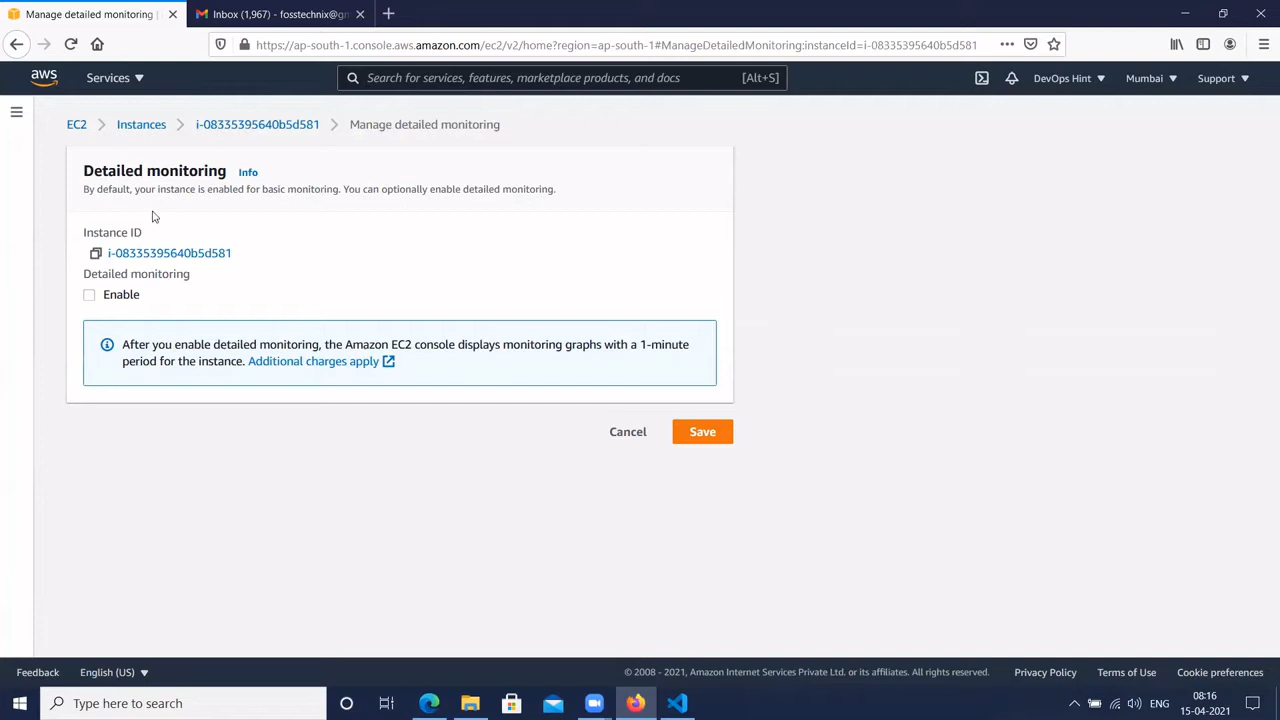 Manage detailed monitoring |
Inbox (1,967) - fosstechnix@gm
https://ap-south-1.console.aws.amazon.com/ec2/v2/home?region=ap-south-1#ManageDetailedMonitoring:instanceId=i-08335395640b5d581
aws
Services
Search for services, features, marketplace products, and docs
[Alt+S]
DevOps Hint
Mumbai
Support
EC2
Instances
i-08335395640b5d581
Manage detailed monitoring
Detailed monitoring
Info
By default, your instance is enabled for basic monitoring. You can optionally enable detailed monitoring.
Instance ID
i-08335395640b5d581
Detailed monitoring
Enable
After you enable detailed monitoring, the Amazon EC2 console displays monitoring graphs with a 1-minute
period for the instance. Additional charges apply
Cancel
Save
Feedback
English (US)
© 2008 - 2021, Amazon Internet Services Private Ltd. or its affiliates. All rights reserved.
Privacy Policy
Terms of Use
Cookie preferences
Type here to search
ENG
08:16
15-04-2021